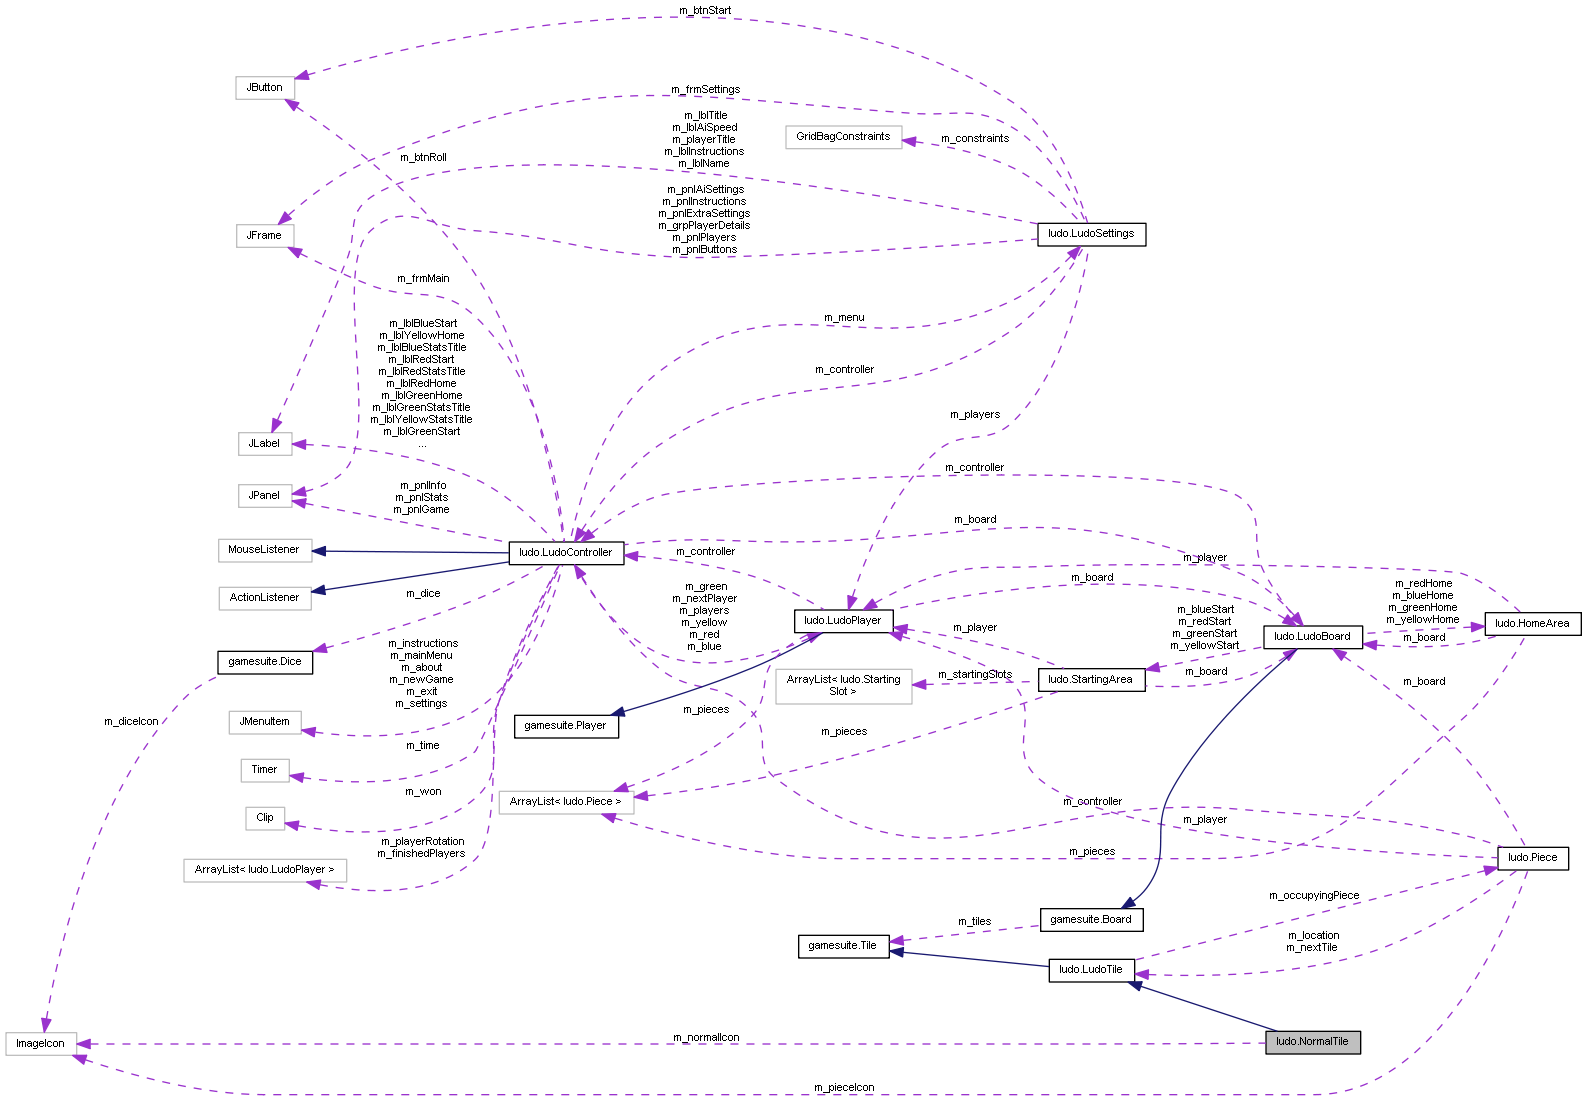 m_btnStart
JButton
m_frmSettings
m_lblTitle
m_lblAiSpeed
m_playerTitle
m_lblInstructions
m_lblName
GridBagConstraints
m_constraints
m_btnRoll
m_pnlAiSettings
m_pnlInstructions
m_pnlExtraSettings
m_grpPlayerDetails
m_pnlPlayers
m_pnlButtons
JFrame
ludo.LudoSettings
m_frmMain
m_menu
m_lblBlueStart
m_lblYellowHome
m_lblBlueStatsTitle
m_lblRedStart
m_lblRedStatsTitle
m_lblRedHome
m_lblGreenHome
m_lblGreenStatsTitle
m_lblYellowStatsTitle
m_lblGreenStart
...
m_controller
m_players
JLabel
m_controller
JPanel
m_pnlInfo
m_pnlStats
m_pnlGame
m_board
MouseListener
ludo.LudoController
m_controller
m_player
m_board
ActionListener
m_dice
m_green
m_nextPlayer
m_players
m_yellow
m_red
m_blue
ludo.LudoPlayer
m_redHome
m_blueHome
m_greenHome
m_yellowHome
m_blueStart
m_redStart
m_greenStart
m_yellowStart
ludo.HomeArea
ludo.LudoBoard
m_board
m_player
gamesuite.Dice
m_instructions
m_mainMenu
m_about
m_newGame
m_exit
m_settings
ArrayList< ludo.Starting
Slot >
m_startingSlots
ludo.StartingArea
m_board
m_board
m_diceIcon
JMenuItem
gamesuite.Player
m_pieces
m_pieces
m_time
Timer
m_won
ArrayList< ludo.Piece >
m_controller
Clip
m_player
m_playerRotation
m_finishedPlayers
m_pieces
ludo.Piece
ArrayList< ludo.LudoPlayer >
m_occupyingPiece
gamesuite.Board
m_tiles
gamesuite.Tile
m_location
m_nextTile
ludo.LudoTile
ImageIcon
m_normalIcon
ludo.NormalTile
m_pieceIcon